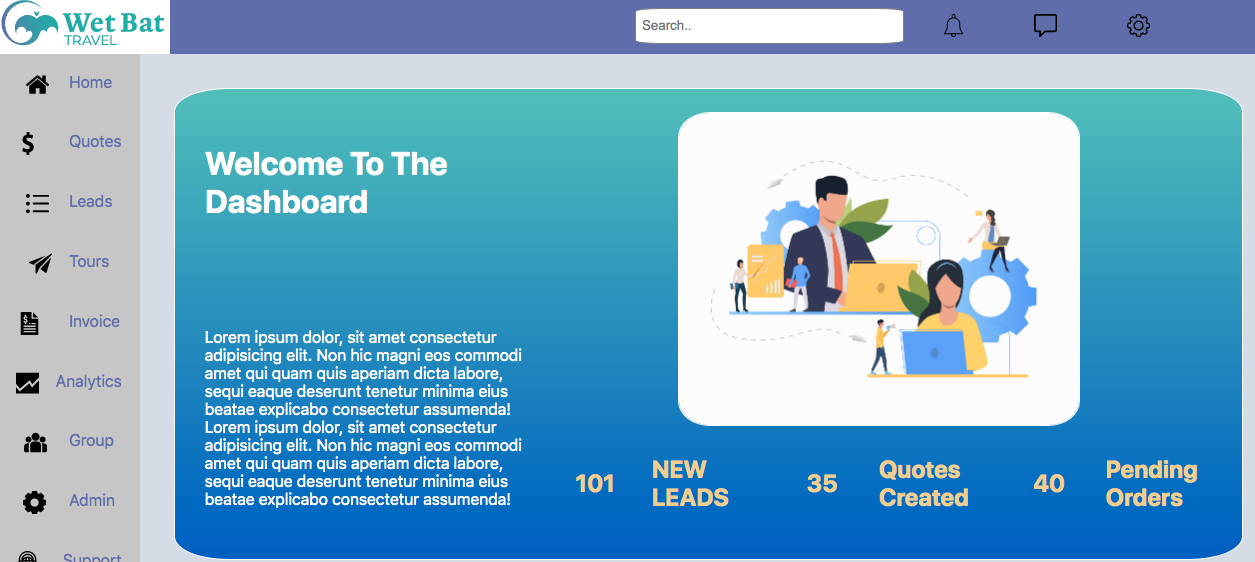 Wet Bat
TRAVEL
Search..
Home
Quotes
Leads
Tours
Invoice
Analytics
Group
Admin
Support
Welcome To The
Dashboard
Lorem ipsum dolor, sit amet consectetur
adipisicing elit. Non hic magni eos commodi
amet qui quam quis aperiam dicta labore,
sequi eaque deserunt tenetur minima eius
beatae explicabo consectetur assumenda!
Lorem ipsum dolor, sit amet consectetur
adipisicing elit. Non hic magni eos commodi
amet qui quam quis aperiam dicta labore,
sequi eaque deserunt tenetur minima eius
beatae explicabo consectetur assumenda!
101
NEW
LEADS
35
Quotes
Created
40
Pending
Orders